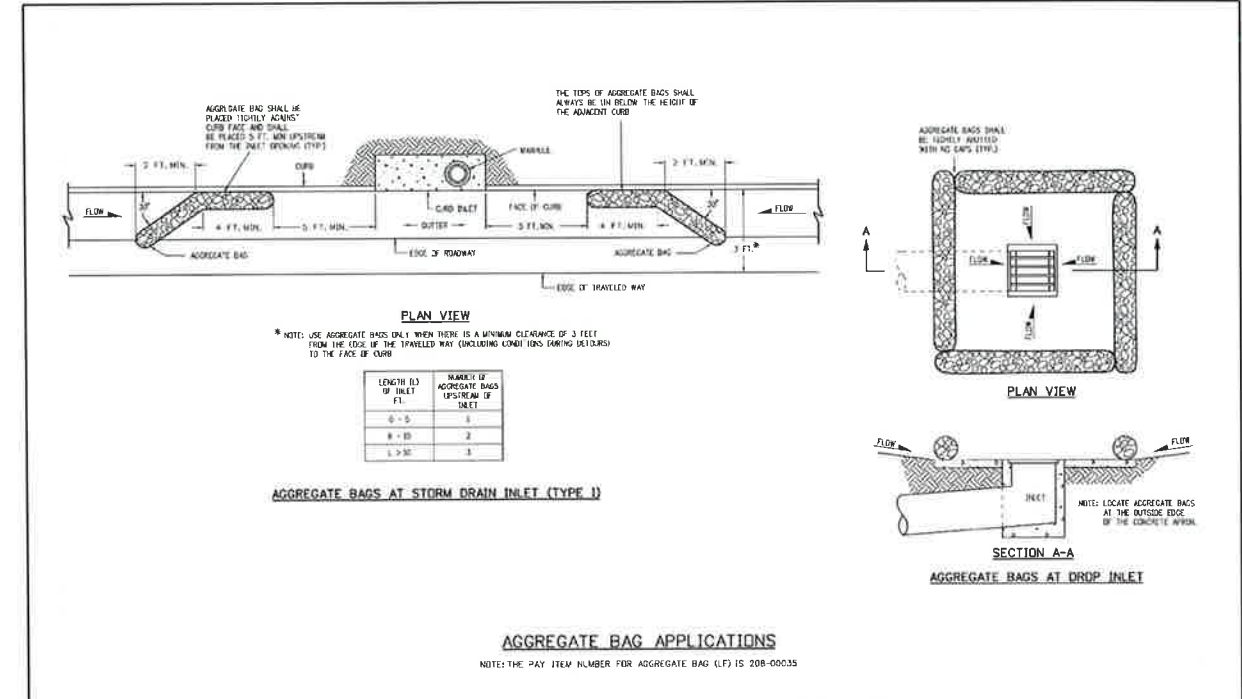 AGGREGATE BAG SHALL BE
PLACED TIGHTLY AGAINST
CURB FACE AND SHALL
BE PLACED 5 FT. MIN UPSTREAM
FROM THE INLET OPENING (TYP.)
THE TOPS OF AGGREGATE BAGS SHALL
ALWAYS BE BELOW THE HEIGHT OF
THE ADJACENT CURB
MANHOLE
2 FT. MIN.
CURB
2 FT. MIN.
FLOW
30°
CURB INLET
FACE OF CURB
30°
FLOW
4 FT. MIN.
5 FT. MIN.
GUTTER
5 FT. MIN.
4 FT. MIN.
3 FT.*
AGGREGATE BAG
EDGE OF ROADWAY
AGGREGATE BAG
EDGE OF TRAVELED WAY
PLAN VIEW
* NOTE: USE AGGREGATE BAGS ONLY WHEN THERE IS A MINIMUM CLEARANCE OF 3 FEET
FROM THE EDGE OF THE TRAVELED WAY (INCLUDING CONDITIONS DURING DETOURS)
TO THE FACE OF CURB
LENGTH (L)
OF INLET
FT.
NUMBER OF
AGGREGATE BAGS
UPSTREAM OF
INLET
1
2
L > 10
3
AGGREGATE BAGS AT STORM DRAIN INLET (TYPE I)
AGGREGATE BAGS SHALL
BE TIGHTLY ABUTTED
WITH NO GAPS (TYP.)
A
A
FLOW
FLOW
FLOW
FLOW
PLAN VIEW
FLOW
FLOW
INLET
NOTE: LOCATE AGGREGATE BAGS
AT THE OUTSIDE EDGE
OF THE CONCRETE APRON.
SECTION A-A
AGGREGATE BAGS AT DROP INLET
AGGREGATE BAG APPLICATIONS
NOTE: THE PAY ITEM NUMBER FOR AGGREGATE BAG (LF) IS 208-00035